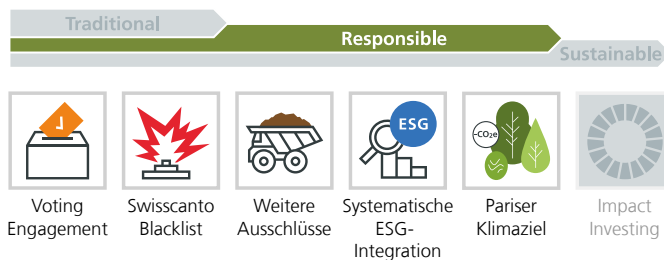 Traditional
Responsible
Sustainable
ESG
-CO₂e
Voting
Engagement
Swisscanto
Blacklist
Weitere
Ausschlüsse
Systematische
ESG-
Integration
Pariser
Klimaziel
Impact
Investing